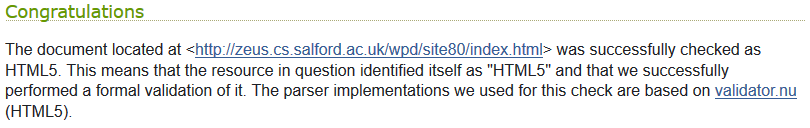 Congratulations
The document located at <http://zeus.cs.salford.ac.uk/wpd/site80/index.html> was successfully checked as
HTML5. This means that the resource in question identified itself as "HTML5" and that we successfully
performed a formal validation of it. The parser implementations we used for this check are based on validator.nu
(HTML5).